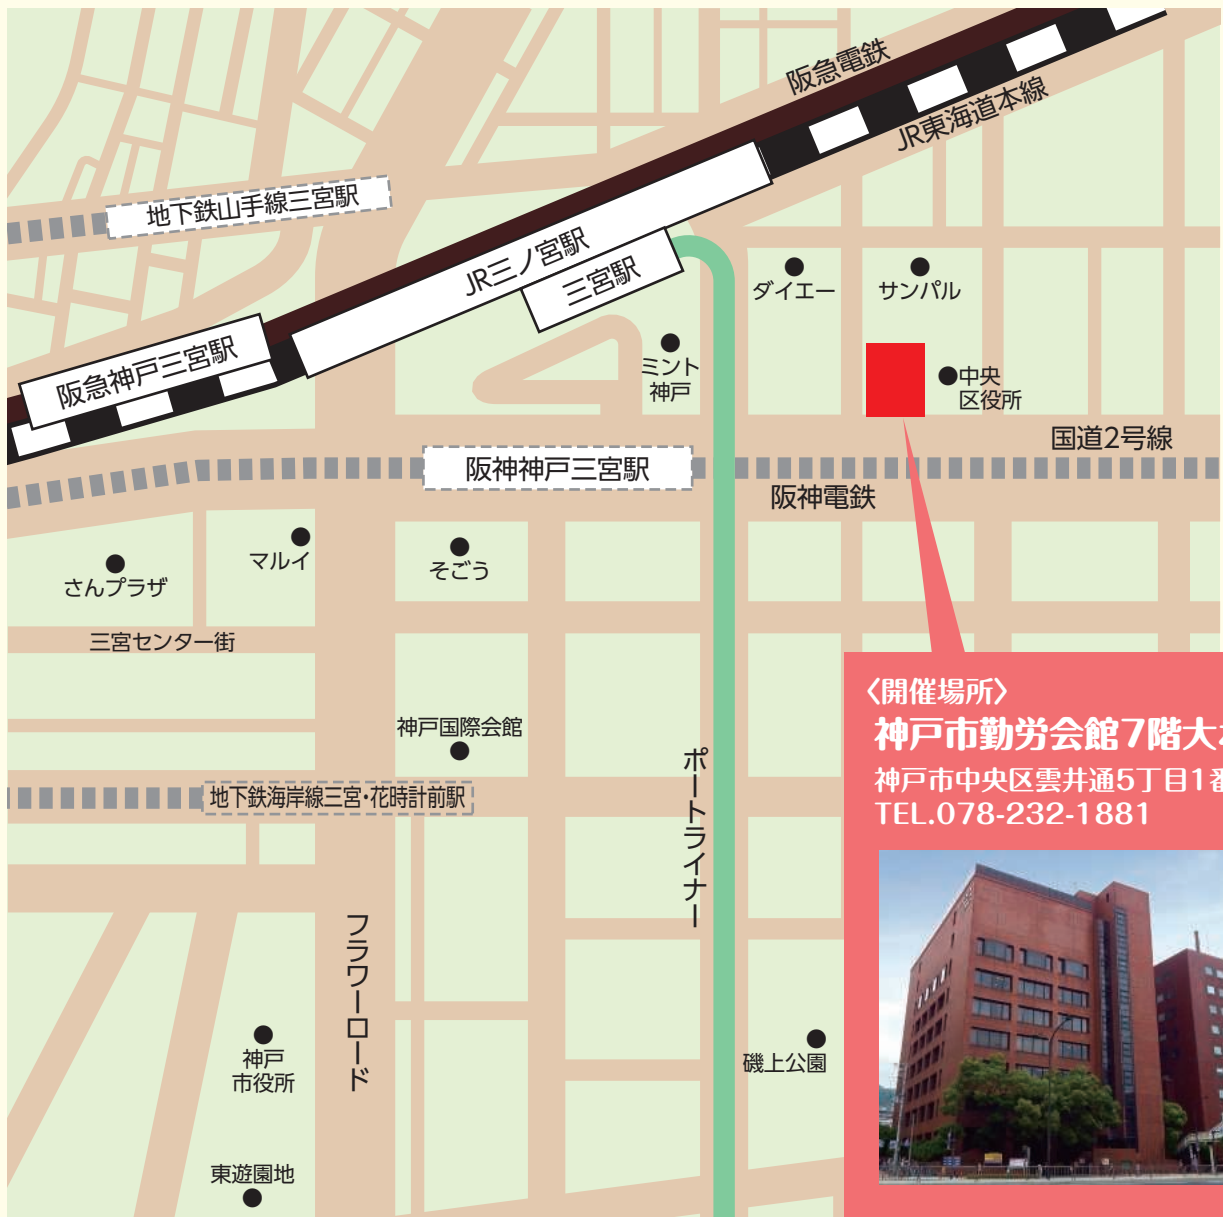 阪急電鉄
JR東海道本線
地下鉄山手線三宮駅
JR三ノ宮駅
三宮駅
ダイエー
サンパル
阪急神戸三宮駅
ミント
神戸
中央
区役所
国道2号線
阪神神戸三宮駅
阪神電鉄
マルイ
そごう
さんプラザ
三宮センター街
〈開催場所〉
神戸市勤労会館7階大
神戸市中央区雲井通5丁目1番
TEL.078-232-1881
神戸国際会館
ポートライナー
地下鉄海岸線三宮・花時計前駅
フラワーロード
神戸
市役所
磯上公園
東遊園地